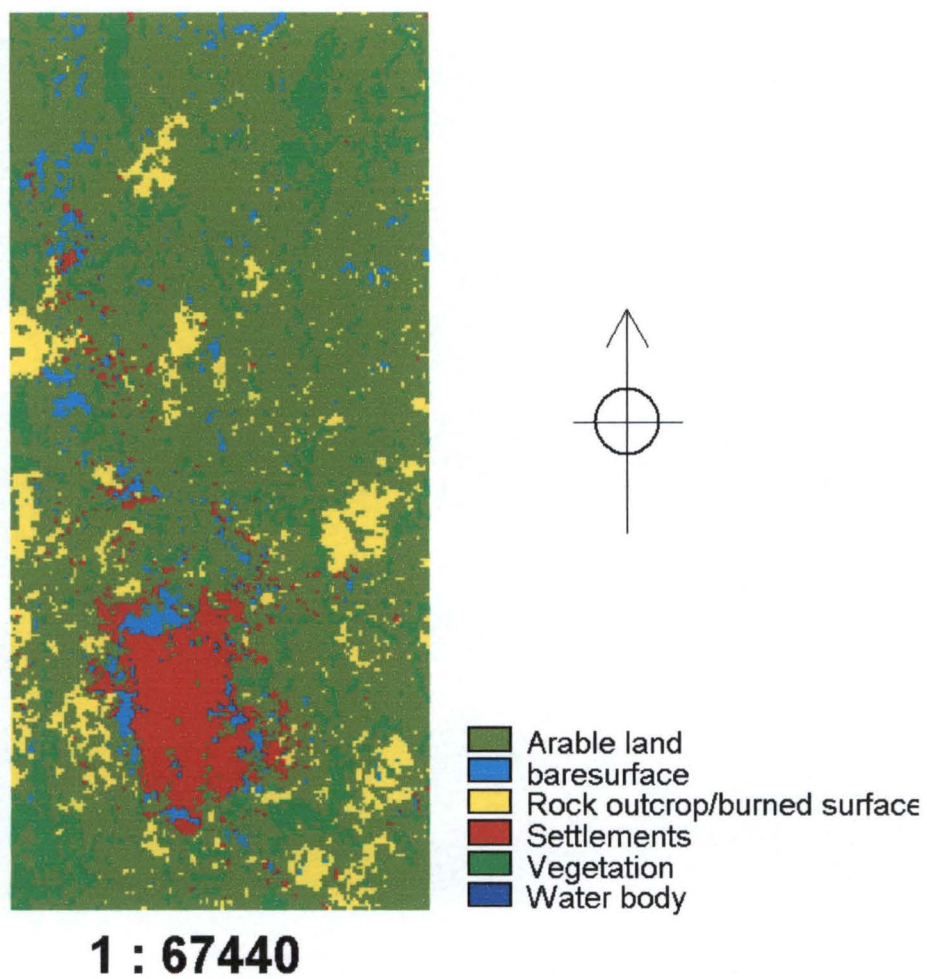 Arable land
baresurface
Rock outcrop/burned surface
Settlements
Vegetation
Water body
1 : 67440